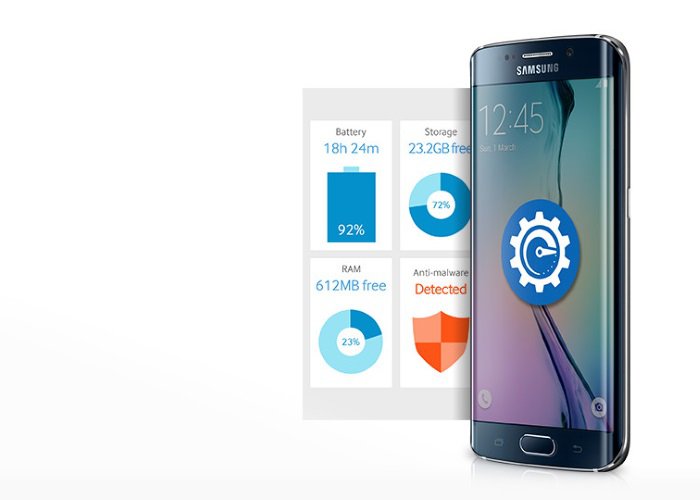 SAMSUNG
12:45
Sun, 1 March
Battery
18h 24m
92%
Storage
23.2GB free
72%
RAM
612MB free
23%
Anti-malware
Detected